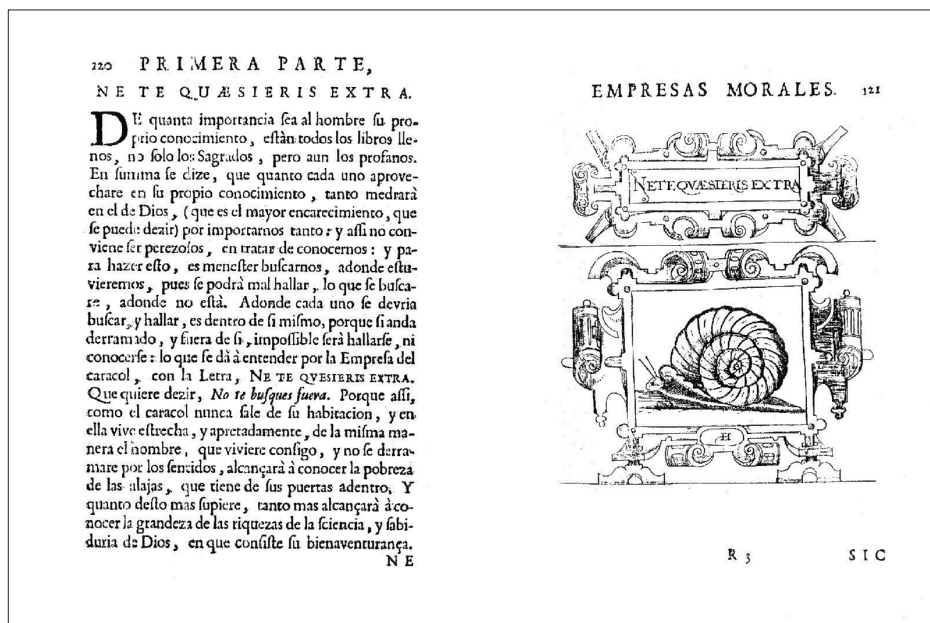 120 PRIMERA PARTE,
NE TE QUÆSIERIS EXTRA.
DE quanta importancia ſea al hombre ſu pro-
prio conocimiento, eſtàn todos los libros lle-
nos, no ſolo los Sagrados, pero aun los profanos.
En ſumma ſe dize, que quanto cada uno aprove-
chare en ſu propio conocimiento, tanto medrarà
en el de Dios, (que es el mayor encarecimiento, que
ſe puede dezir) por importarnos tanto: y aſſi no con-
viene ſer perezoſos, en tratar de conocernos: y pa-
ra hazer eſto, es meneſter buſcarnos, adonde eſtu-
vieremos, pues ſe podrà mal hallar, lo que ſe buſca-
re, adonde no eſtà. Adonde cada uno ſe devria
buſcar, y hallar, es dentro de ſi miſmo, porque ſi anda
derramado, y fuera de ſi, impoſſible ſerà hallarſe, ni
conocerſe: lo que ſe dà à entender por la Empreſa del
caracol, con la Letra, NE TE QVESIERIS EXTRA.
Que quiere dezir, No te buſques fuera. Porque aſſi,
como el caracol nunca ſale de ſu habitacion, y en
ella vive eſtrecha, y apretadamente, de la miſma ma-
nera el hombre, que viviere conſigo, y no ſe derra-
mare por los ſentidos, alcançarà à conocer la pobreza
de las alajas, que tiene de ſus puertas adentro. Y
quanto deſto mas ſupiere, tanto mas alcançarà à co-
nocer la grandeza de las riquezas de la ſciencia, y ſabi-
duria de Dios, en que conſiſte ſu bienaventurança.
NE
EMPRESAS MORALES. 121
NE TE QVÆSIERIS EXTRA
R 3 SIC